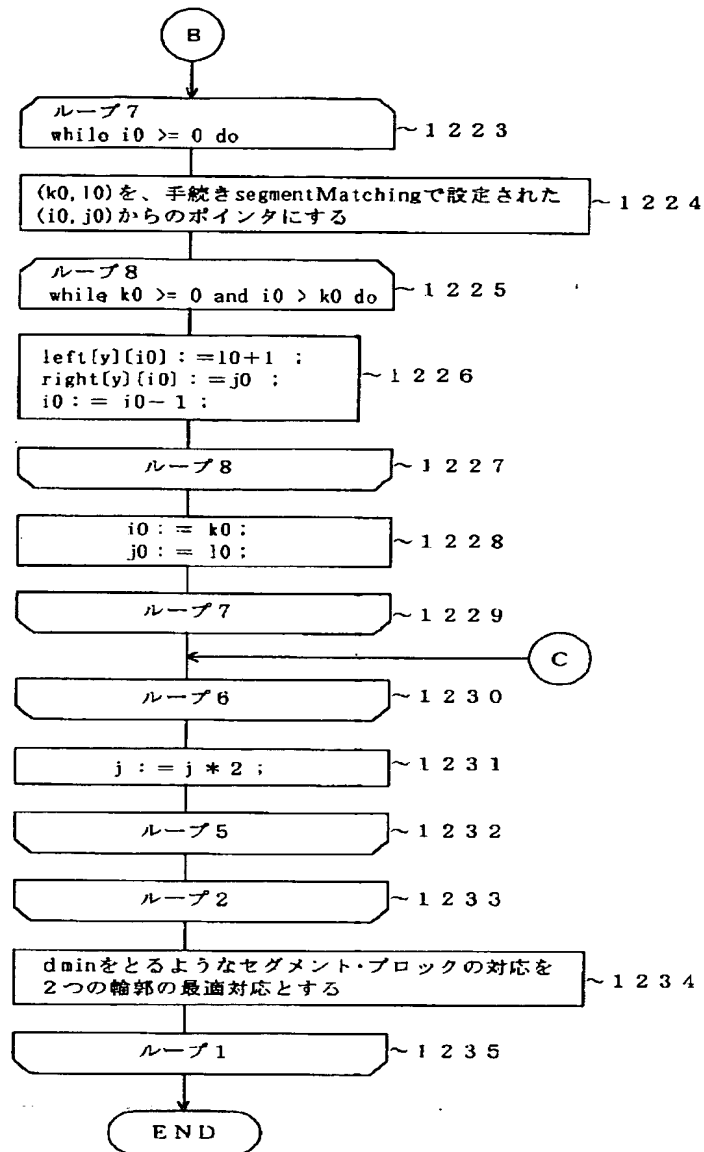 B
ループ7
while i0 >= 0 do
~1223
(k0,l0)を、手続きsegmentMatchingで設定された
(i0,j0)からのポインタにする
~1224
ループ8
while k0 >= 0 and i0 > k0 do
~1225
left[y][i0] :=l0+1 ;
right[y][i0] :=j0 ;
i0 := i0-1 ;
~1226
ループ8
~1227
i0 := k0 ;
j0 := l0 ;
~1228
ループ7
~1229
C
ループ6
~1230
j := j * 2 ;
~1231
ループ5
~1232
ループ2
~1233
dminをとるようなセグメント・ブロックの対応を
2つの輪郭の最適対応とする
~1234
ループ1
~1235
END